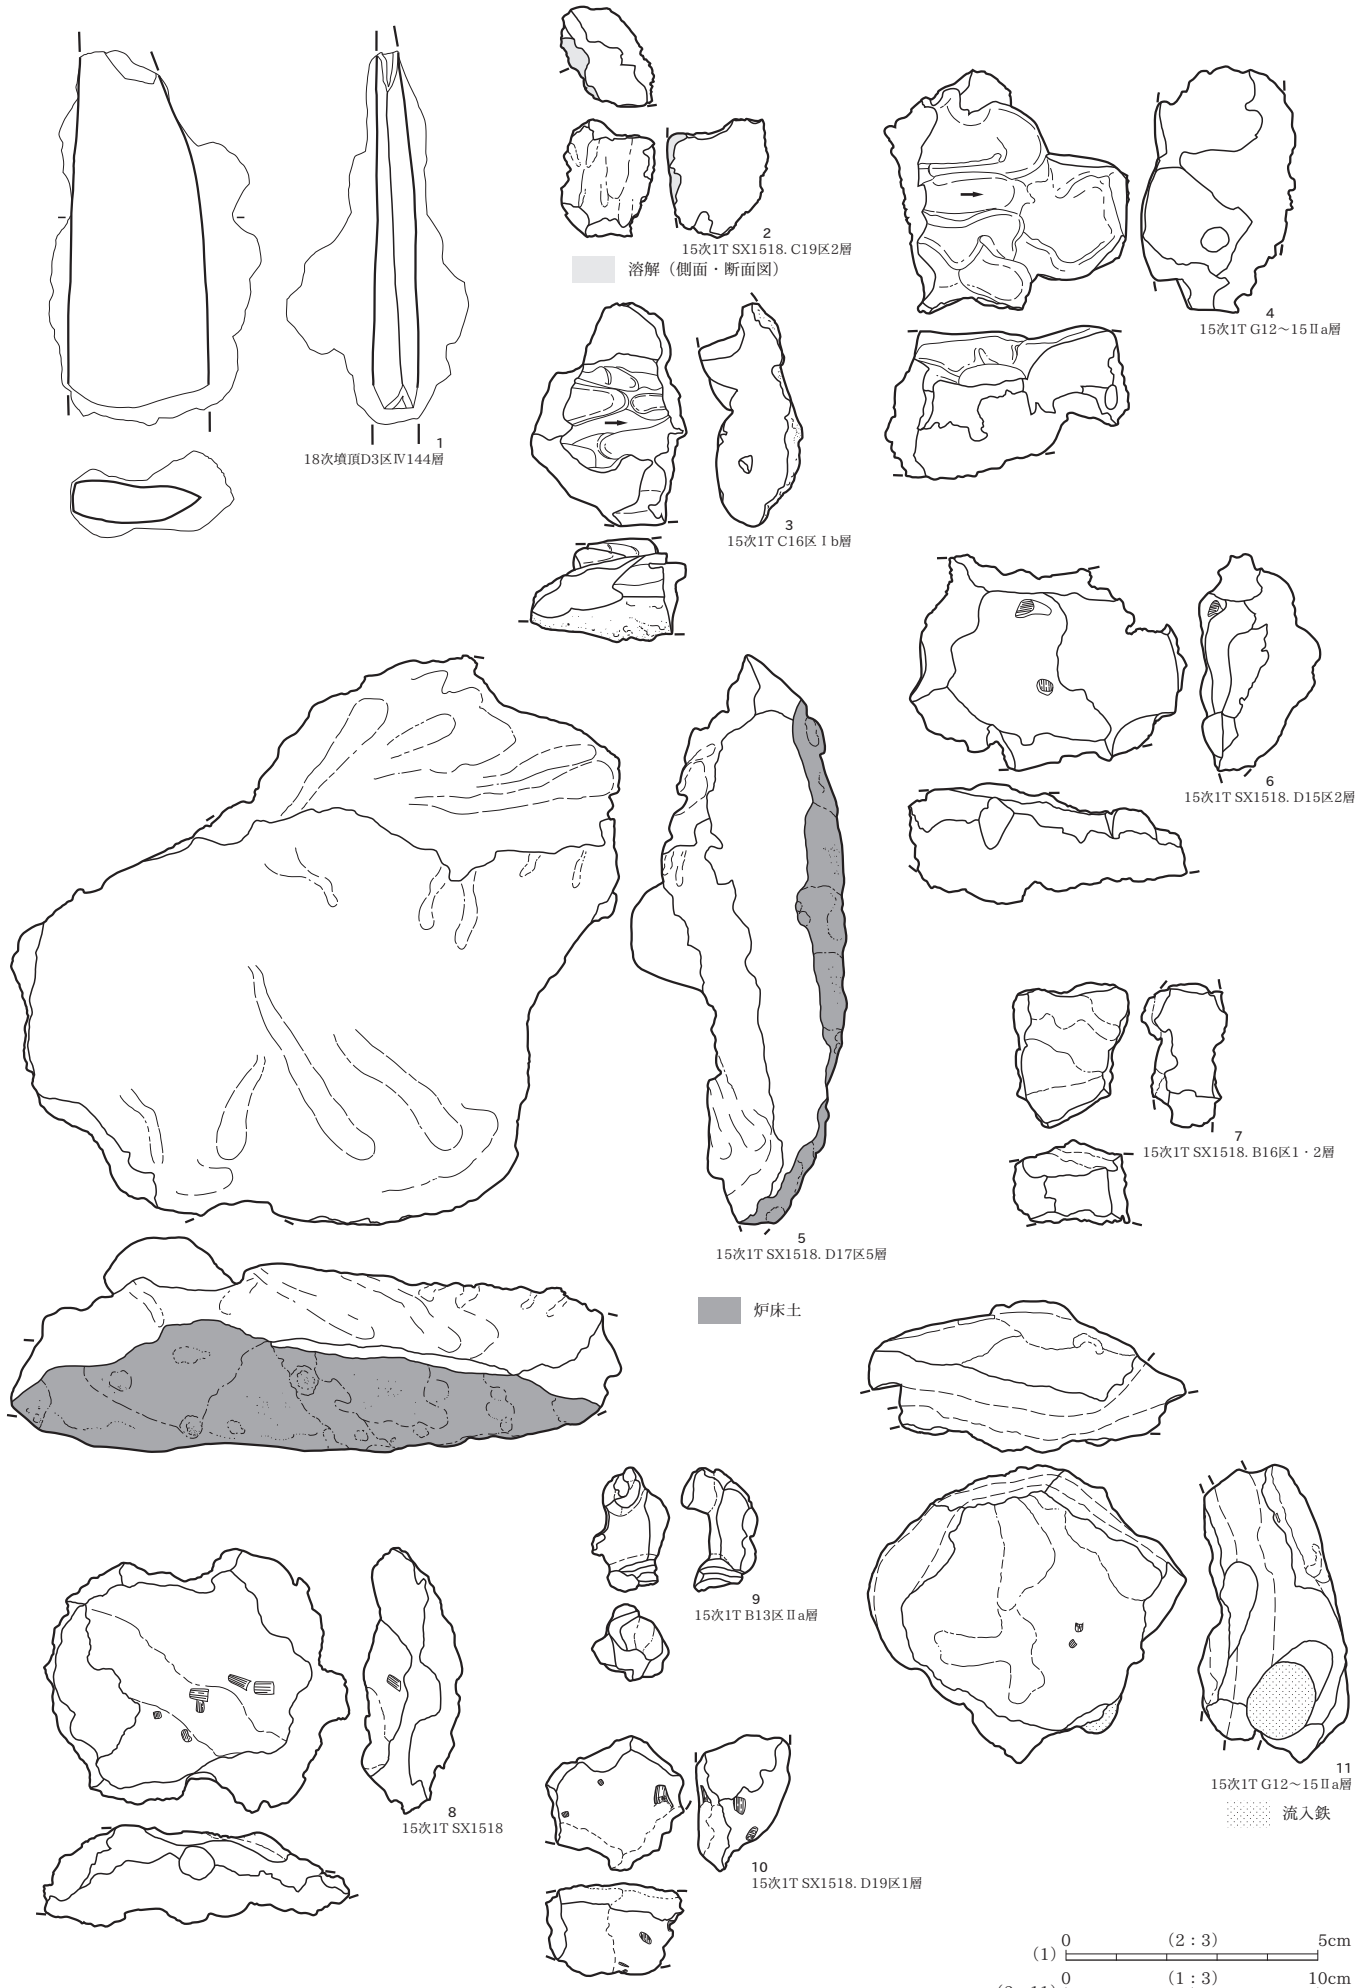 1
18次墳頂D3区Ⅳ144層
2
15次1T SX1518. C19区2層
溶解（側面・断面図）
3
15次1T C16区Ⅰb層
4
15次1T G12～15Ⅱa層
5
15次1T SX1518. D17区5層
炉床土
6
15次1T SX1518. D15区2層
7
15次1T SX1518. B16区1・2層
8
15次1T SX1518
9
15次1T B13区Ⅱa層
10
15次1T SX1518. D19区1層
11
15次1T G12～15Ⅱa層
流入鉄
0 （2：3） 5cm
（1）
0 （1：3） 10cm